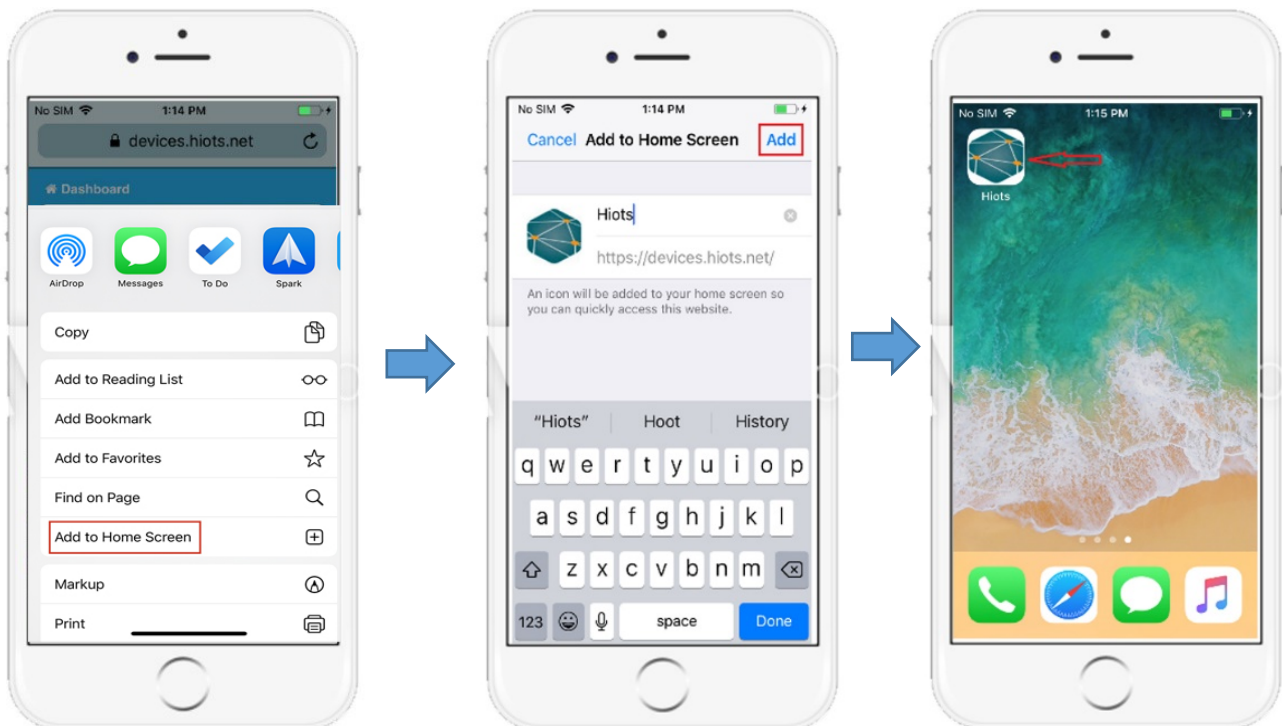 No SIM 1:14 PM
devices.hiots.net
Dashboard
AirDrop Messages To Do Spark
Copy
Add to Reading List
Add Bookmark
Add to Favorites
Find on Page
Add to Home Screen
Markup
Print
No SIM 1:14 PM
Cancel Add to Home Screen Add
Hiots
https://devices.hiots.net/
An icon will be added to your home screen so
you can quickly access this website.
“Hiots” Hoot History
q w e r t y u i o p
a s d f g h j k l
z x c v b n m
123 space Done
No SIM 1:15 PM
Hiots